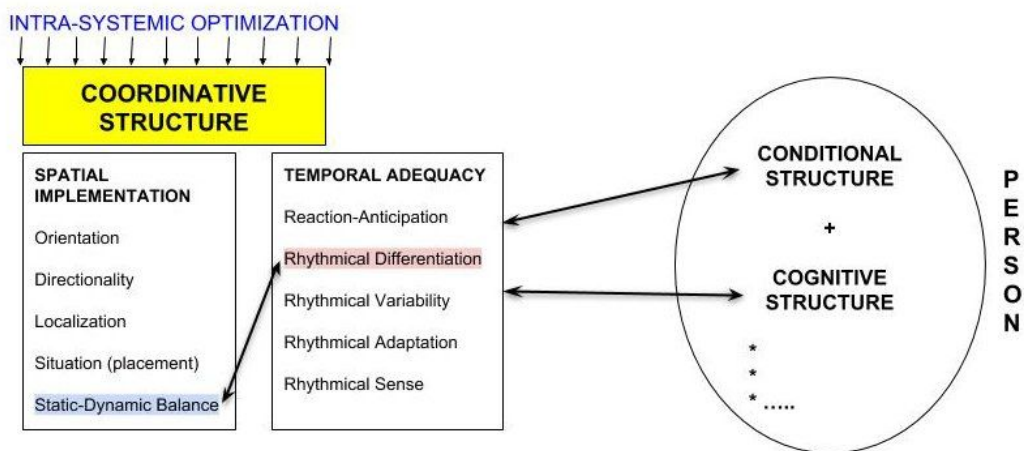 INTRA-SYSTEMIC OPTIMIZATION
COORDINATIVE
STRUCTURE
SPATIAL
IMPLEMENTATION
Orientation
Directionality
Localization
Situation (placement)
Static-Dynamic Balance
TEMPORAL ADEQUACY
Reaction-Anticipation
Rhythmical Differentiation
Rhythmical Variability
Rhythmical Adaptation
Rhythmical Sense
CONDITIONAL
STRUCTURE
+
COGNITIVE
STRUCTURE
*
*
* .....
PERSON